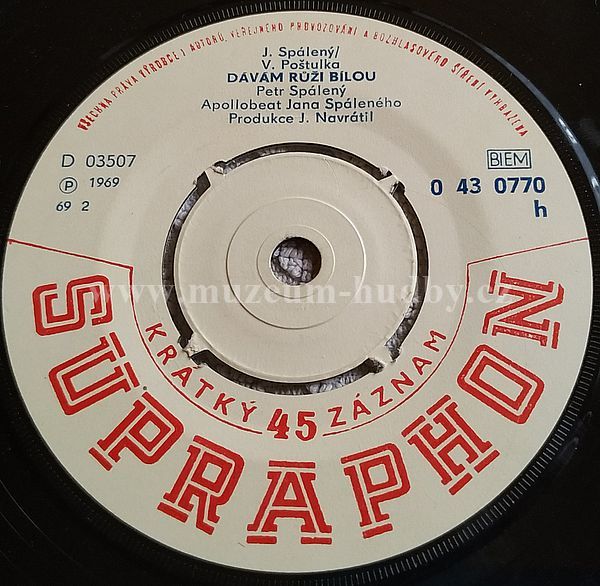 VŠECHNA PRÁVA VÝROBCE I AUTORŮ, VEŘEJNÉHO PROVOZOVÁNÍ A ROZHLASOVÉHO ŠÍŘENÍ VYHRAZENA
J. Spálený/
V. Poštulka
DÁVÁM RŮŽI BÍLOU
Petr Spálený
Apollobeat Jana Spáleného
Produkce J. Navrátil
D 03507
BIEM
Ⓟ 1969
0 43 0770
69 2
h
www.muzeum-hudby.cz
KRÁTKÝ 45 ZÁZNAM
SUPRAPHON